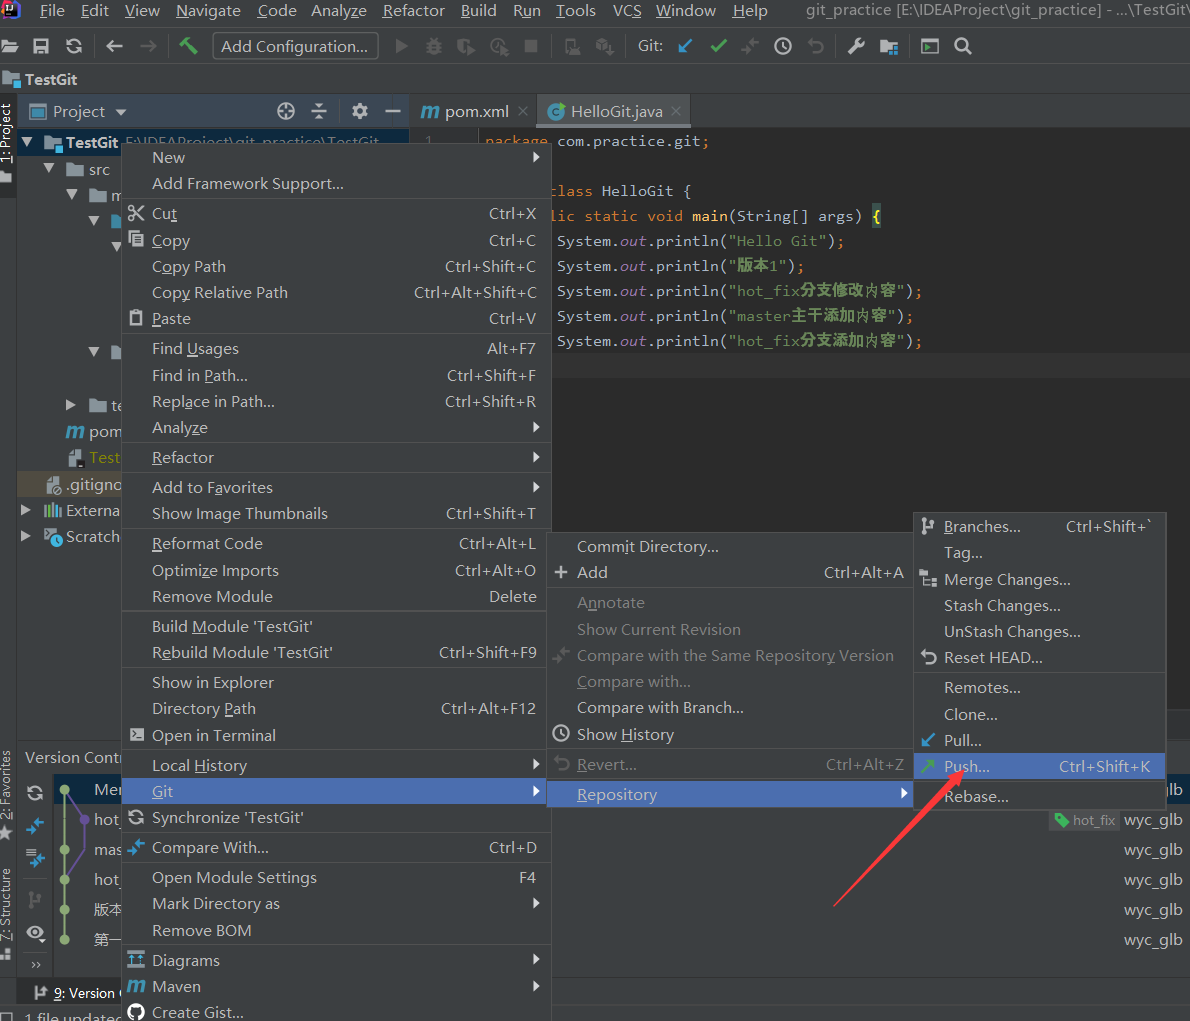 File Edit View Navigate Code Analyze Refactor Build Run Tools VCS Window Help git_practice [E:\IDEAProject\git_practice] - ...\TestGit\
Add Configuration... Git:
TestGit
1: Project
Project
pom.xml
HelloGit.java
TestGit E:\IDEAProject\git_practice\TestGit
src
m
te
pom
Test
.gitigno
Externa
Scratch
1
package com.practice.git;
class HelloGit {
lic static void main(String[] args) {
System.out.println("Hello Git");
System.out.println("版本1");
System.out.println("hot_fix分支修改内容");
System.out.println("master主干添加内容");
System.out.println("hot_fix分支添加内容");
New
Add Framework Support...
Cut Ctrl+X
Copy Ctrl+C
Copy Path Ctrl+Shift+C
Copy Relative Path Ctrl+Alt+Shift+C
Paste Ctrl+V
Find Usages Alt+F7
Find in Path... Ctrl+Shift+F
Replace in Path... Ctrl+Shift+R
Analyze
Refactor
Add to Favorites
Show Image Thumbnails Ctrl+Shift+T
Reformat Code Ctrl+Alt+L
Optimize Imports Ctrl+Alt+O
Remove Module Delete
Build Module 'TestGit'
Rebuild Module 'TestGit' Ctrl+Shift+F9
Show in Explorer
Directory Path Ctrl+Alt+F12
Open in Terminal
Local History
Git
Synchronize 'TestGit'
Compare With... Ctrl+D
Open Module Settings F4
Mark Directory as
Remove BOM
Diagrams
Maven
Create Gist...
Commit Directory...
Add Ctrl+Alt+A
Annotate
Show Current Revision
Compare with the Same Repository Version
Compare with...
Compare with Branch...
Show History
Revert... Ctrl+Alt+Z
Repository
Branches... Ctrl+Shift+`
Tag...
Merge Changes...
Stash Changes...
UnStash Changes...
Reset HEAD...
Remotes...
Clone...
Pull...
Push... Ctrl+Shift+K
Rebase...
2: Favorites
7: Structure
Version Contr
Mer glb
hot_ hot_fix wyc_glb
mas wyc_glb
hot_ wyc_glb
版本 wyc_glb
第一 wyc_glb
9: Version C
1 file updated